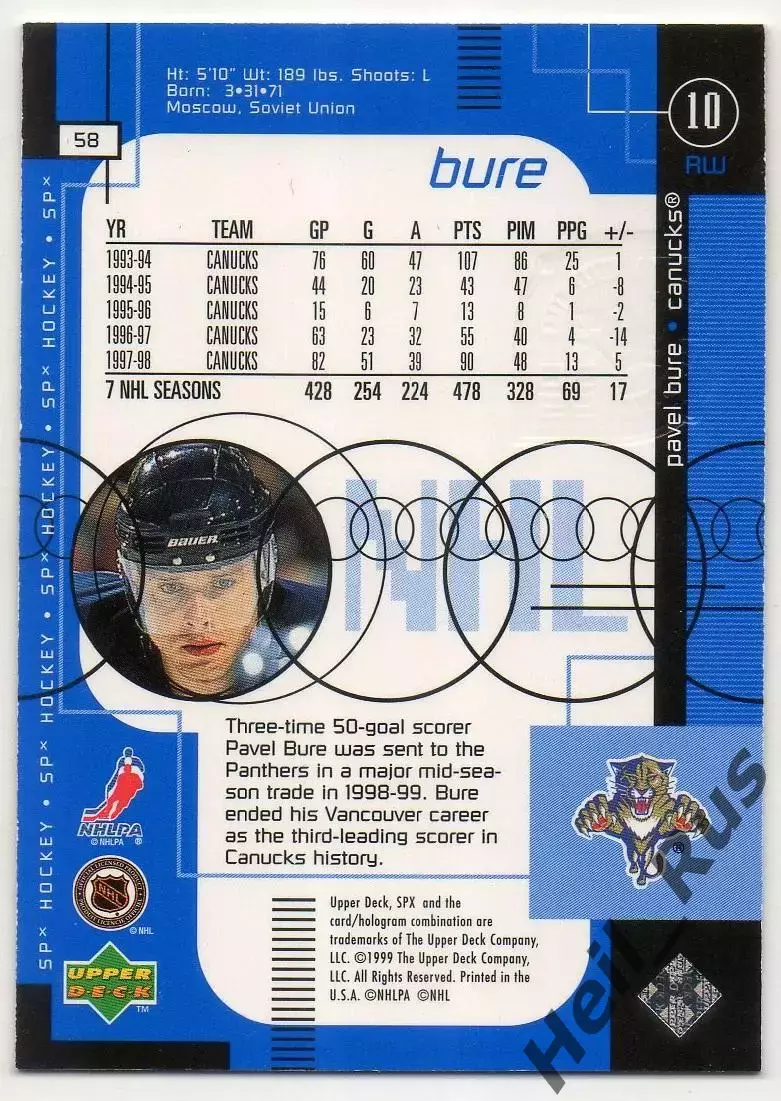 Ht: 5'10" Wt: 189 lbs. Shoots: L
Born: 3•31•71
Moscow, Soviet Union
58
10
RW
bure
YR TEAM GP G A PTS PIM PPG +/-
1993-94 CANUCKS 76 60 47 107 86 25 1
1994-95 CANUCKS 44 20 23 43 47 6 -8
1995-96 CANUCKS 15 6 7 13 8 1 -2
1996-97 CANUCKS 63 23 32 55 40 4 -14
1997-98 CANUCKS 82 51 39 90 48 13 5
7 NHL SEASONS 428 254 224 478 328 69 17
pavel bure • canucks®
SPx HOCKEY • SPx HOCKEY • SPx HOCKEY • SPx HOCKEY • SPx
BAUER
NHL
Three-time 50-goal scorer
Pavel Bure was sent to the
Panthers in a major mid-sea-
son trade in 1998-99. Bure
ended his Vancouver career
as the third-leading scorer in
Canucks history.
NHLPA
© NHLPA ®
NHL
© NHL
UPPER
DECK
TM
®
Upper Deck, SPX and the
card/hologram combination are
trademarks of The Upper Deck Company,
LLC. ©1999 The Upper Deck Company,
LLC. All Rights Reserved. Printed in the
U.S.A. ©NHLPA ©NHL
Heil_Rus